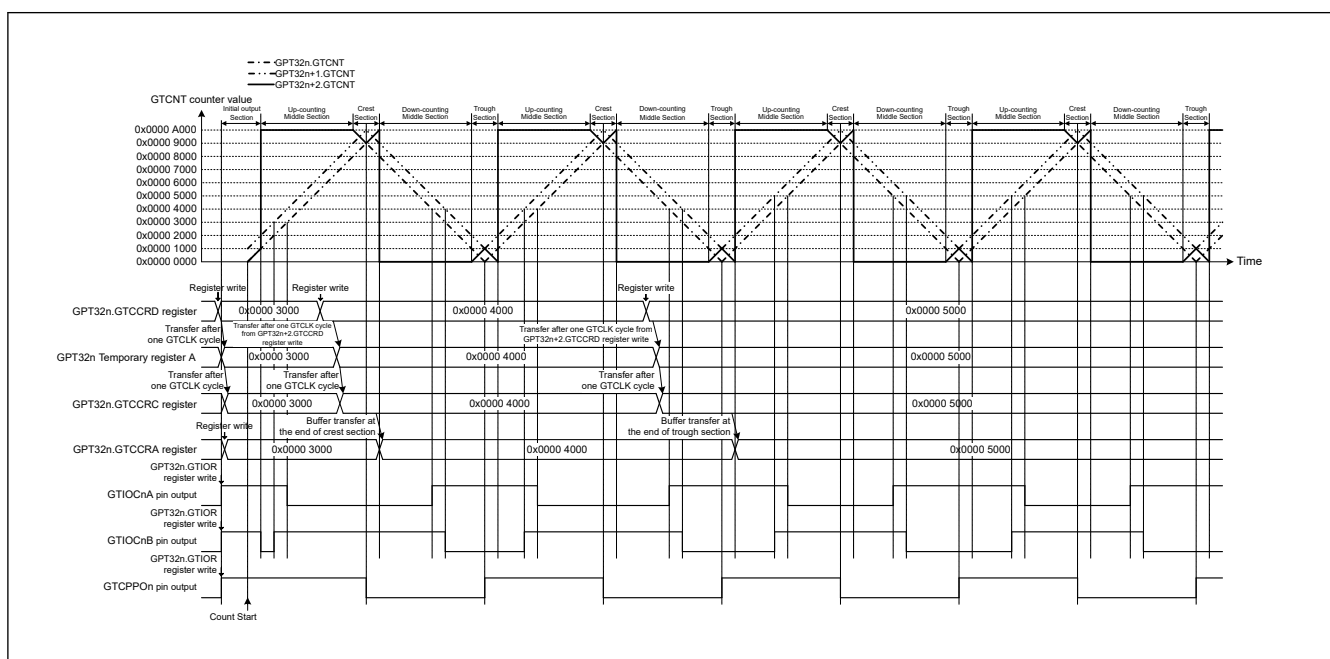 GPT32n.GTCNT
GPT32n+1.GTCNT
GPT32n+2.GTCNT
GTCNT counter value
Initial output
Section
Up-counting
Middle Section
Crest
Section
Down-counting
Middle Section
Trough
Section
Up-counting
Middle Section
Crest
Section
Down-counting
Middle Section
Trough
Section
Up-counting
Middle Section
Crest
Section
Down-counting
Middle Section
Trough
Section
Up-counting
Middle Section
Crest
Section
Down-counting
Middle Section
Trough
Section
0x0000 A000
0x0000 9000
0x0000 8000
0x0000 7000
0x0000 6000
0x0000 5000
0x0000 4000
0x0000 3000
0x0000 2000
0x0000 1000
0x0000 0000
Time
Register write
Register write
Register write
GPT32n.GTCCRD register
0x0000 3000
0x0000 4000
0x0000 5000
Transfer after
one GTCLK cycle
Transfer after one GTCLK cycle
from GPT32n+2.GTCCRD
register write
Transfer after one GTCLK cycle from
GPT32n+2.GTCCRD register write
GPT32n Temporary register A
0x0000 3000
0x0000 4000
0x0000 5000
Transfer after
one GTCLK cycle
Transfer after
one GTCLK cycle
Transfer after
one GTCLK cycle
GPT32n.GTCCRC register
0x0000 3000
0x0000 4000
0x0000 5000
Register write
Buffer transfer at
the end of crest section
Buffer transfer at
the end of trough section
GPT32n.GTCCRA register
0x0000 3000
0x0000 4000
0x0000 5000
GPT32n.GTIOR
register write
GTIOCnA pin output
GPT32n.GTIOR
register write
GTIOCnB pin output
GPT32n.GTIOR
register write
GTCPPOn pin output
Count Start